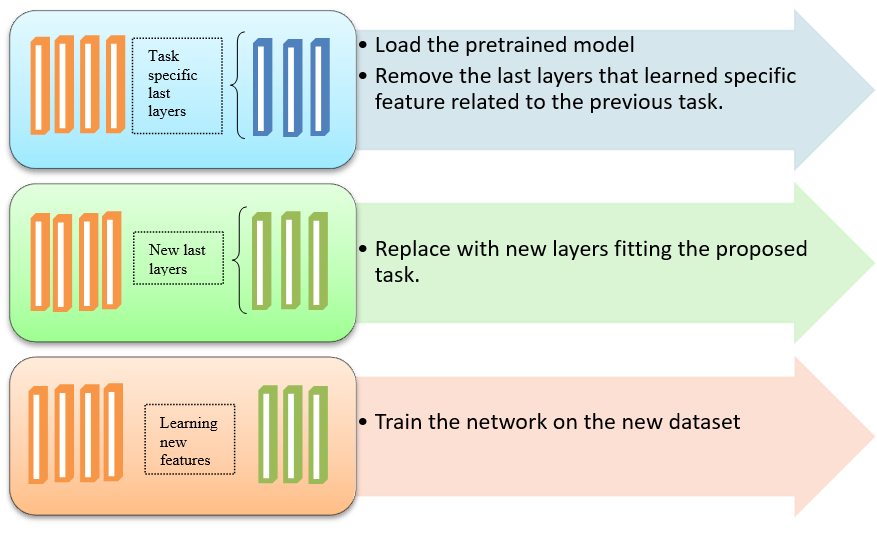 Task
specific
last
layers
• Load the pretrained model
• Remove the last layers that learned specific
feature related to the previous task.
New last
layers
• Replace with new layers fitting the proposed
task.
Learning
new
features
• Train the network on the new dataset